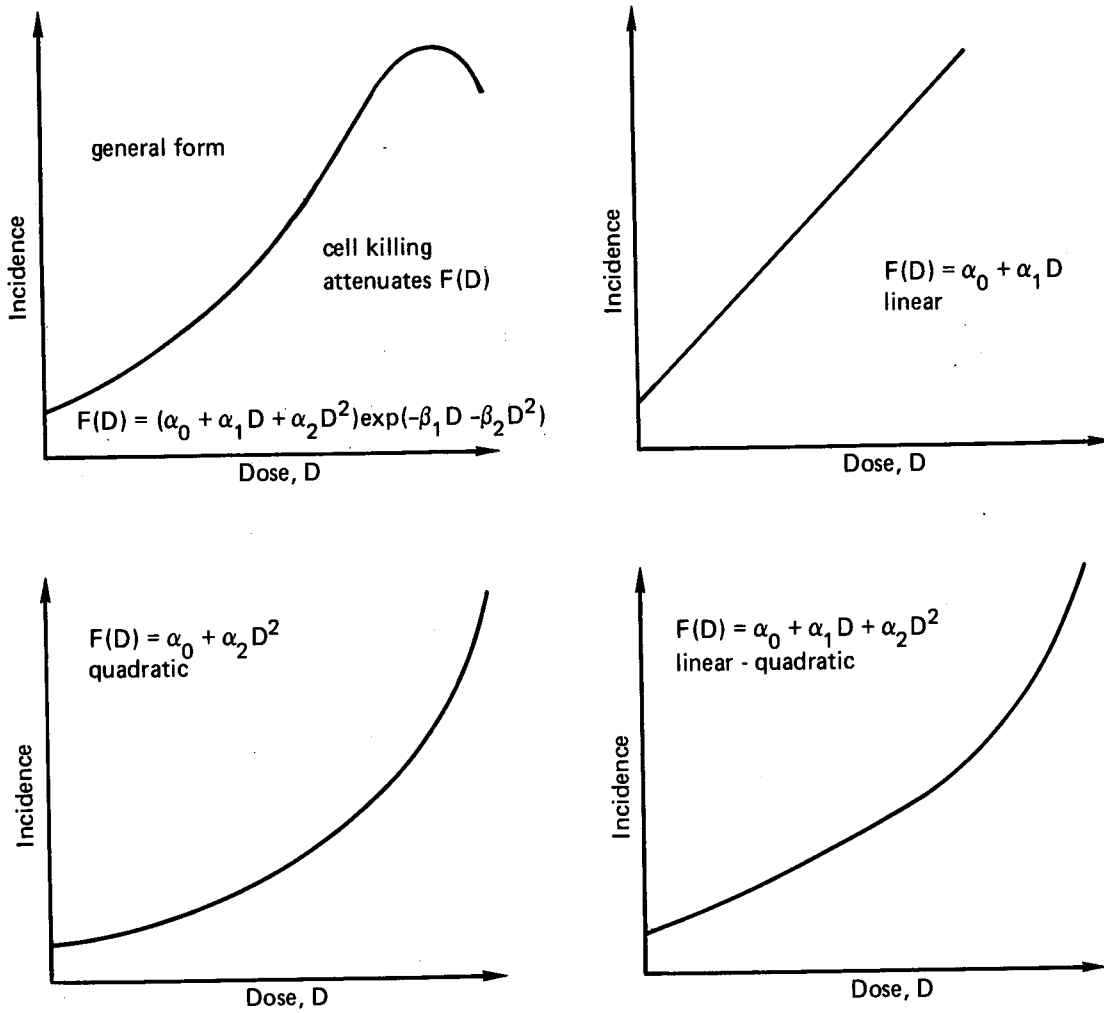 general form
cell killing
attenuates F(D)
F(D) = (α₀ + α₁D + α₂D²)exp(-β₁D -β₂D²)
Incidence
Dose, D
F(D) = α₀ + α₁D
linear
Incidence
Dose, D
F(D) = α₀ + α₂D²
quadratic
Incidence
Dose, D
F(D) = α₀ + α₁D + α₂D²
linear - quadratic
Incidence
Dose, D